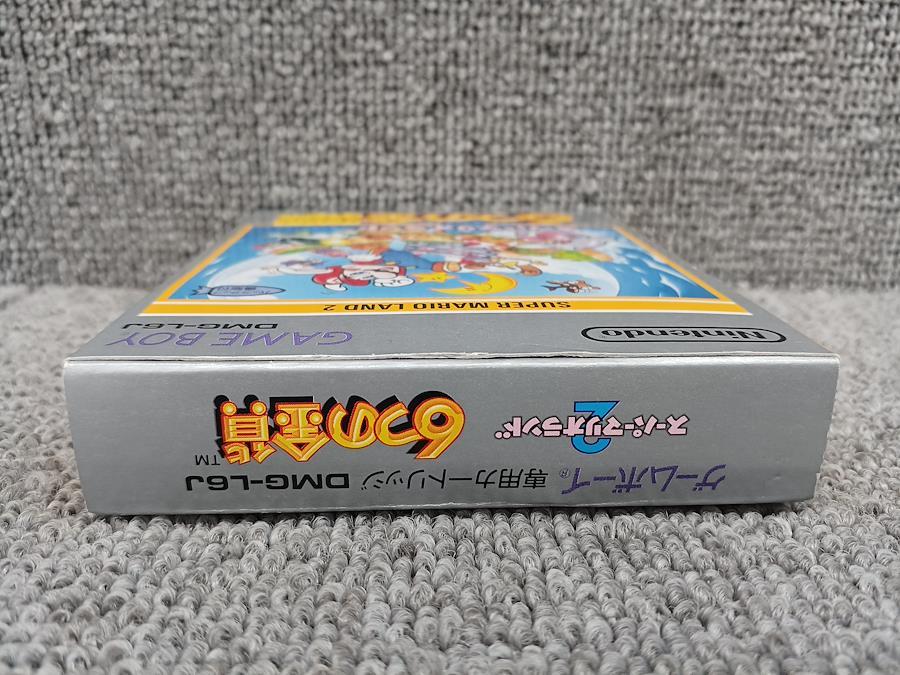 ゲームボーイ® 専用カートリッジ DMG-L6J
スーパーマリオランド 2
6つの金貨™
Nintendo
GAME BOY
DMG-L6J
SUPER MARIO LAND 2